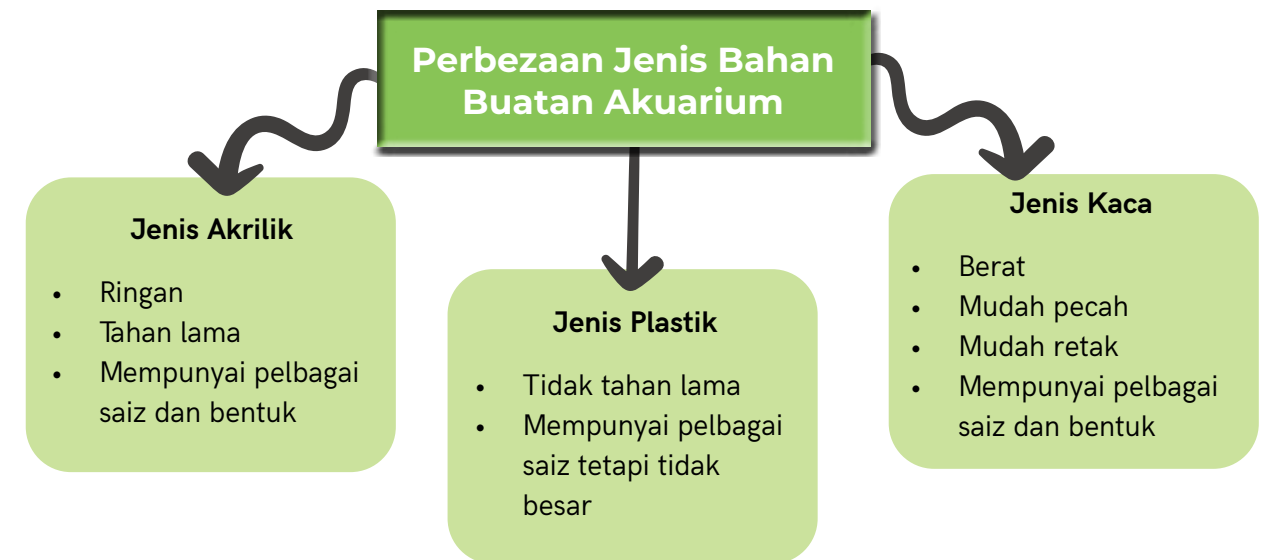 Perbezaan Jenis Bahan
Buatan Akuarium
Jenis Akrilik
• Ringan
• Tahan lama
• Mempunyai pelbagai
saiz dan bentuk
Jenis Plastik
• Tidak tahan lama
• Mempunyai pelbagai
saiz tetapi tidak
besar
Jenis Kaca
• Berat
• Mudah pecah
• Mudah retak
• Mempunyai pelbagai
saiz dan bentuk